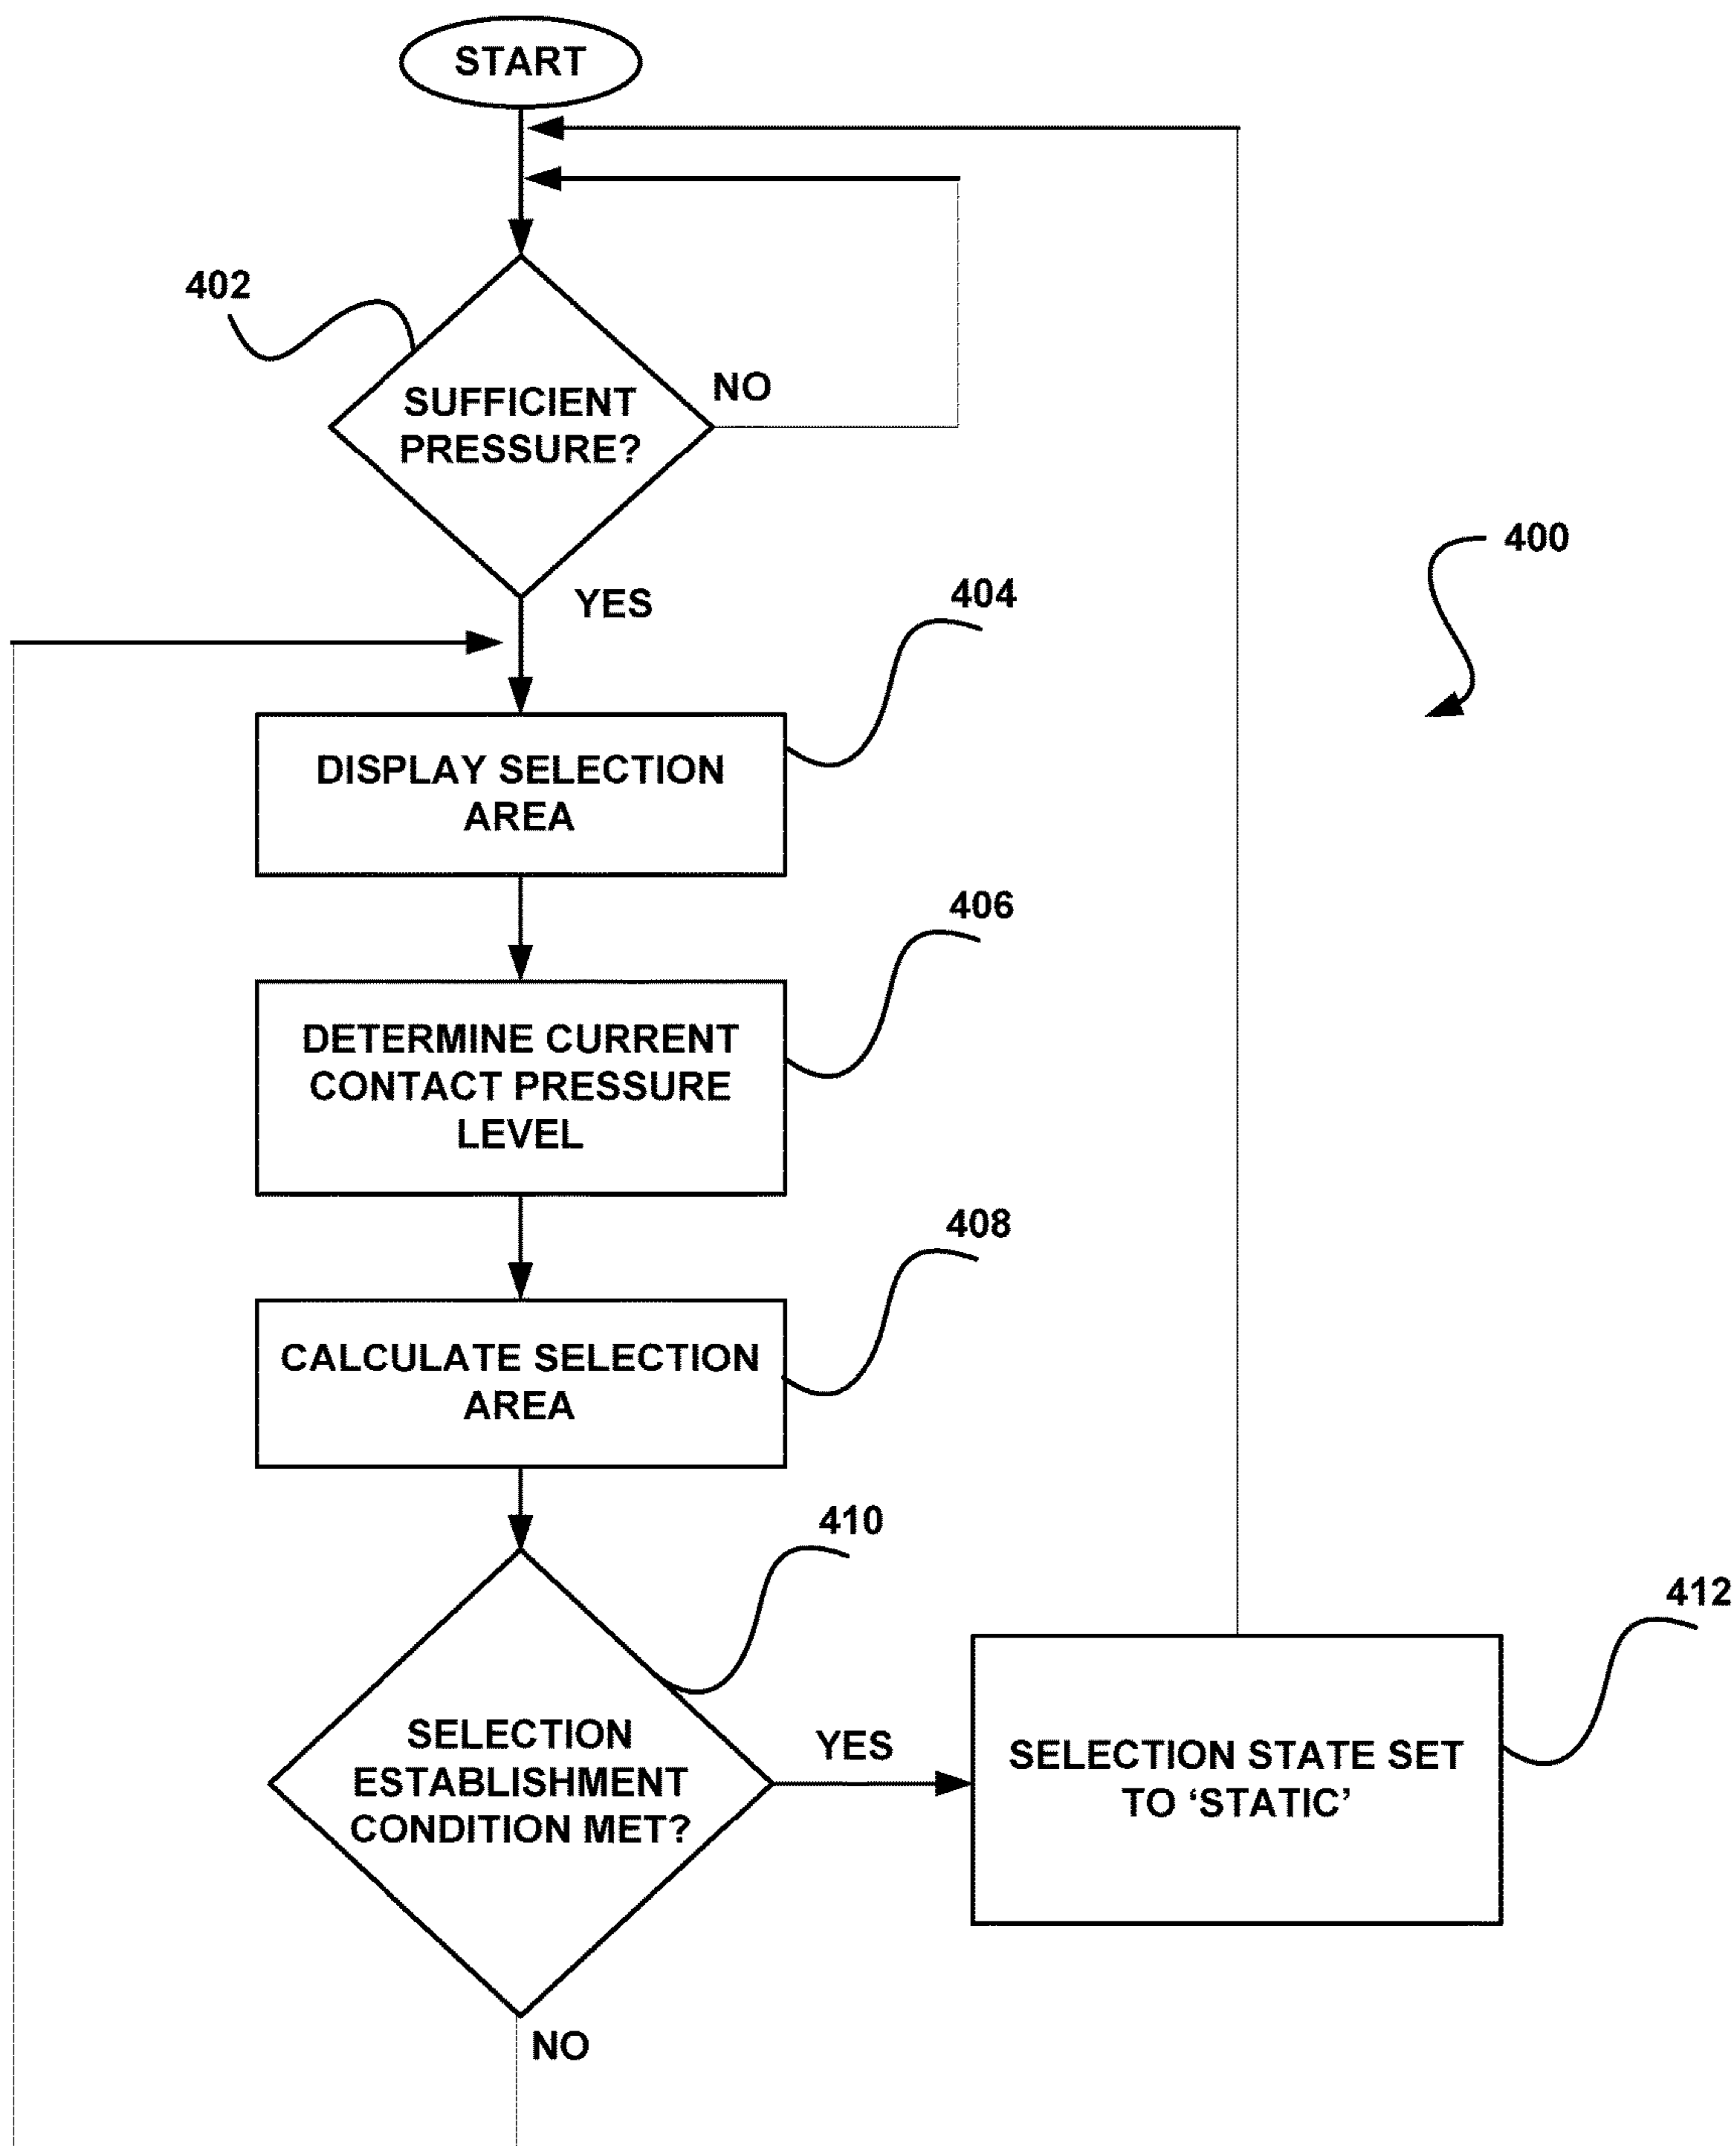 START
402
SUFFICIENT
PRESSURE?
NO
400
YES
404
DISPLAY SELECTION
AREA
406
DETERMINE CURRENT
CONTACT PRESSURE
LEVEL
408
CALCULATE SELECTION
AREA
410
412
SELECTION
ESTABLISHMENT
CONDITION MET?
YES
SELECTION STATE SET
TO ‘STATIC’
NO